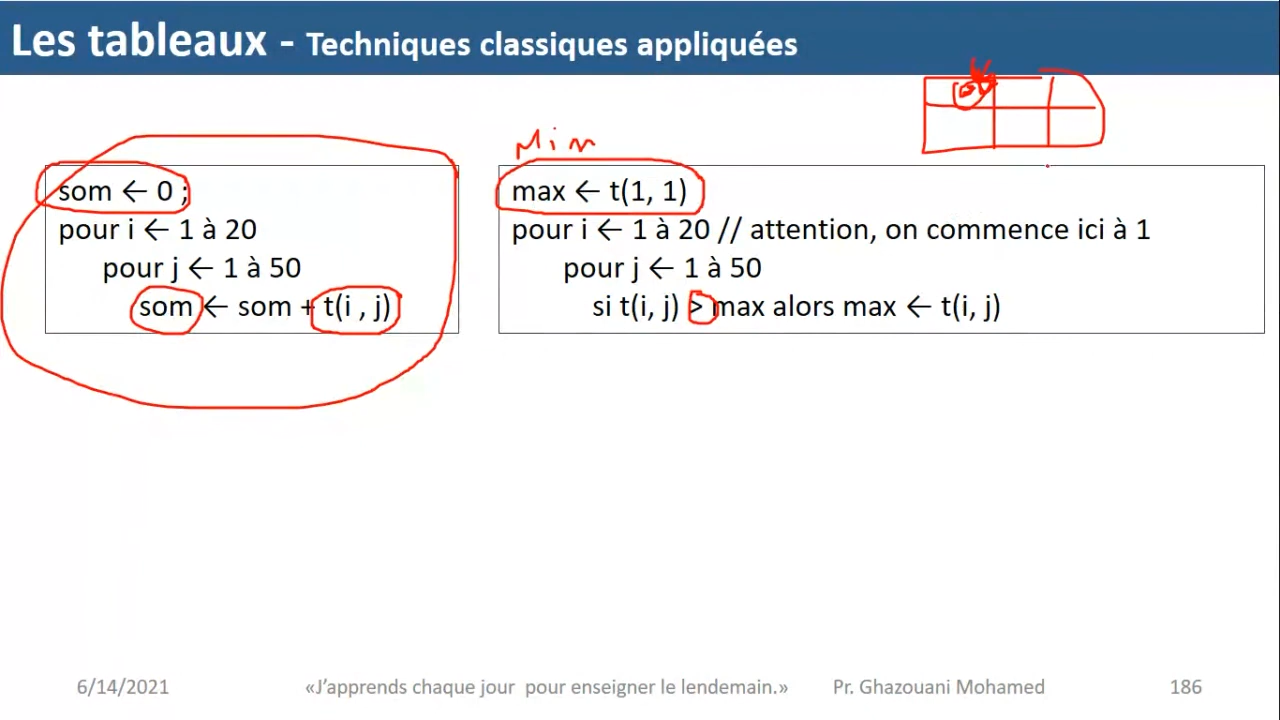 Les tableaux - Techniques classiques appliquées
som ← 0 ;
pour i ← 1 à 20
pour j ← 1 à 50
som ← som + t(i , j)
Min
max ← t(1, 1)
pour i ← 1 à 20 // attention, on commence ici à 1
pour j ← 1 à 50
si t(i, j) > max alors max ← t(i, j)
6/14/2021
«J’apprends chaque jour pour enseigner le lendemain.»
Pr. Ghazouani Mohamed
186